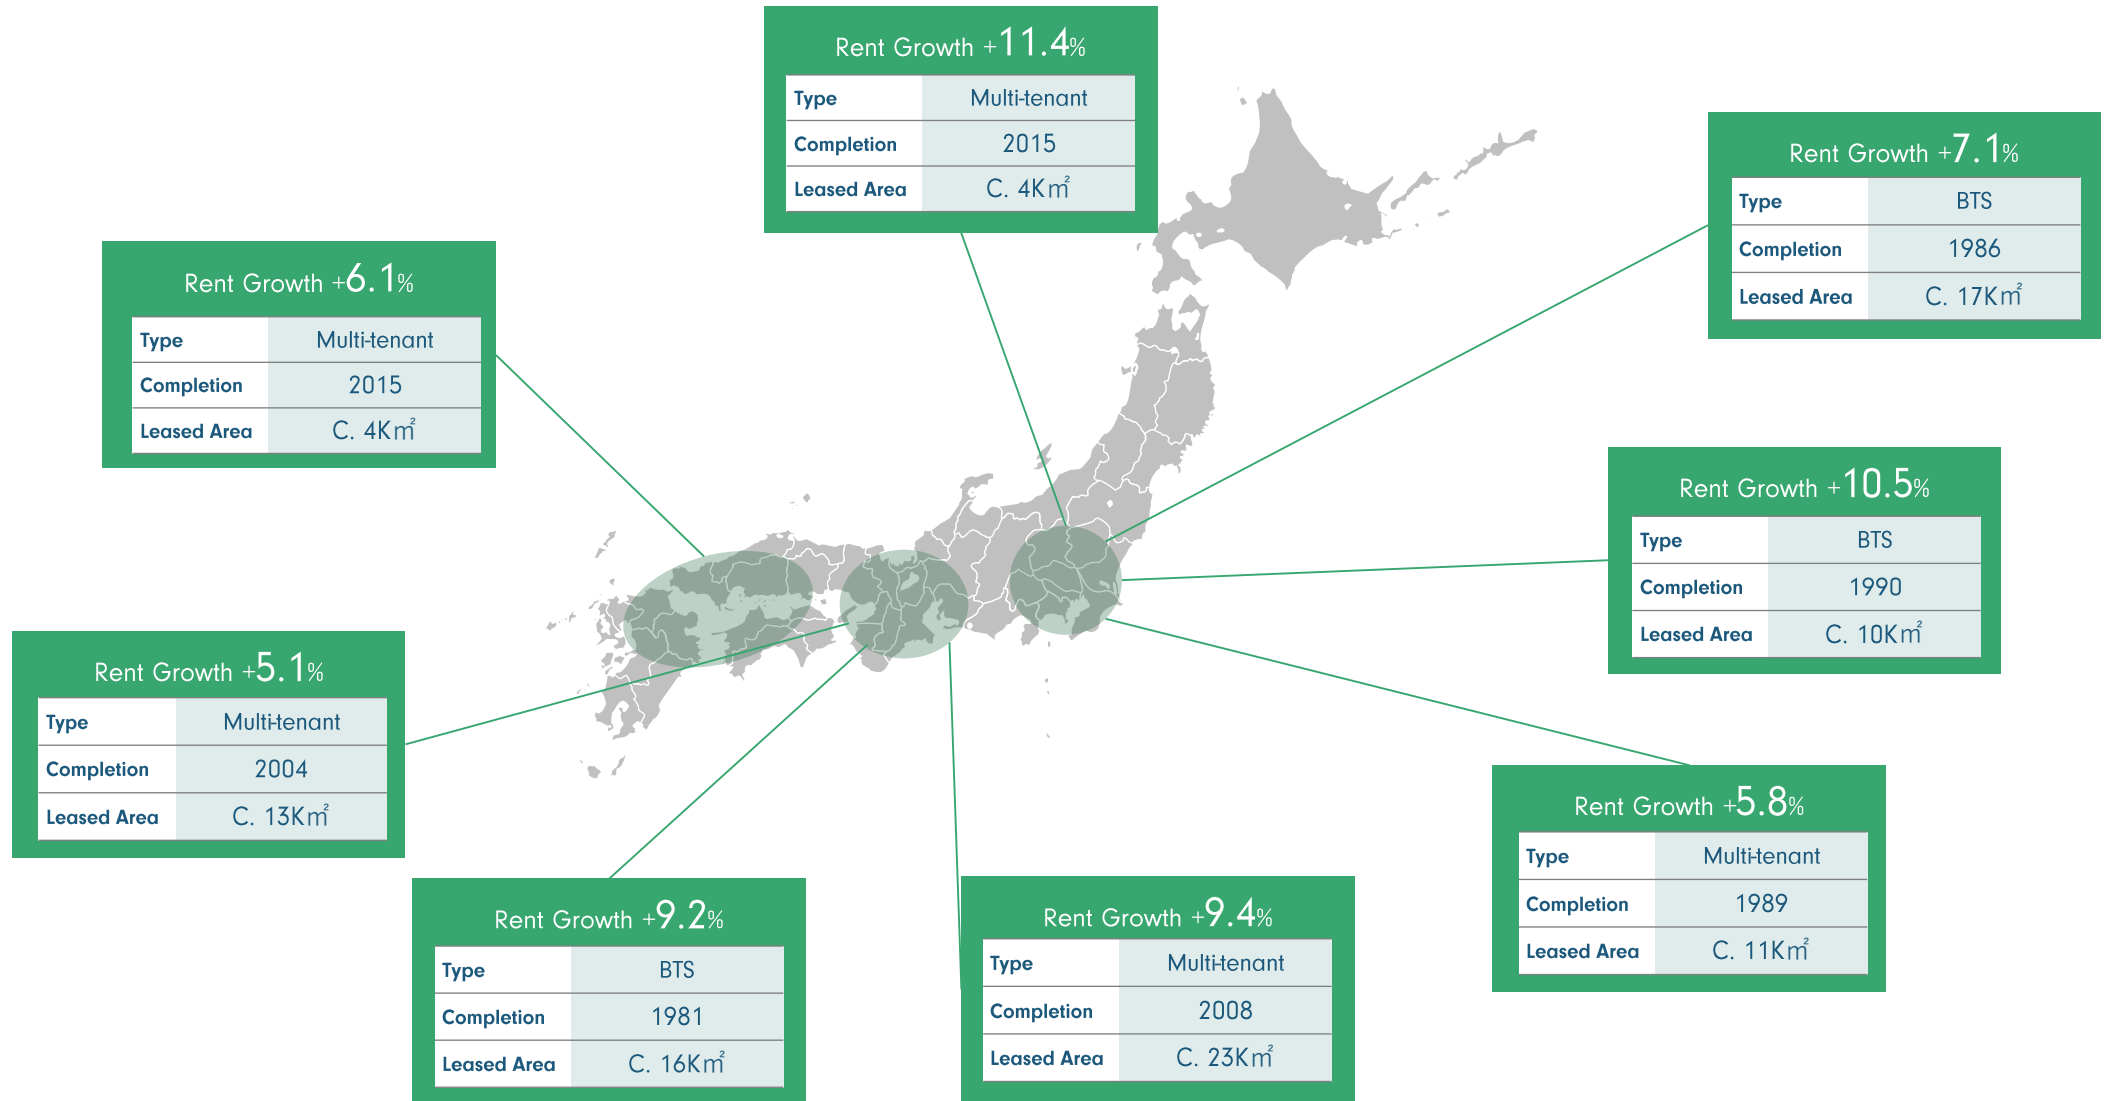 Rent Growth +11.4%
Type Multi-tenant
Completion 2015
Leased Area C. 4K㎡
Rent Growth +7.1%
Type BTS
Completion 1986
Leased Area C. 17K㎡
Rent Growth +6.1%
Type Multi-tenant
Completion 2015
Leased Area C. 4K㎡
Rent Growth +10.5%
Type BTS
Completion 1990
Leased Area C. 10K㎡
Rent Growth +5.1%
Type Multi-tenant
Completion 2004
Leased Area C. 13K㎡
Rent Growth +5.8%
Type Multi-tenant
Completion 1989
Leased Area C. 11K㎡
Rent Growth +9.2%
Type BTS
Completion 1981
Leased Area C. 16K㎡
Rent Growth +9.4%
Type Multi-tenant
Completion 2008
Leased Area C. 23K㎡